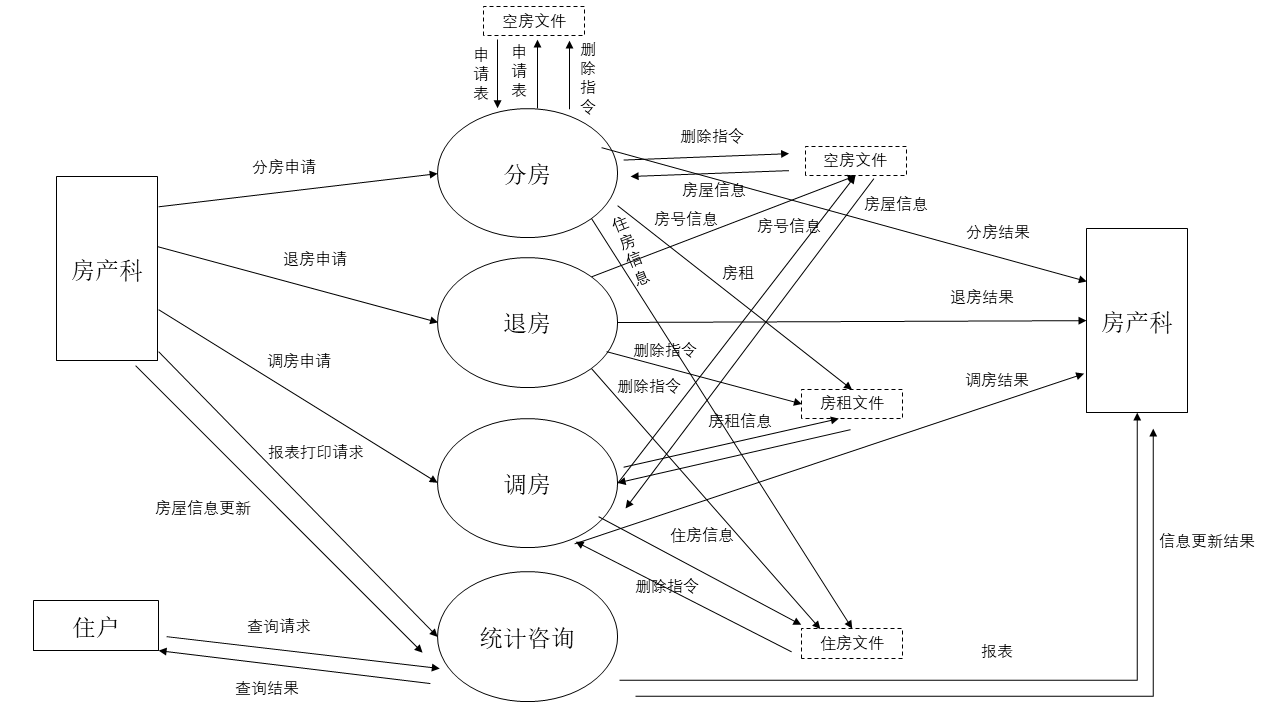 空房文件
申请表
申请表
删除指令
分房
删除指令
空房文件
房屋信息
分房申请
房产科
退房申请
住房信息
房号信息
房号信息
房屋信息
分房结果
房租
退房结果
房产科
退房
删除指令
删除指令
调房申请
调房结果
房租文件
房租信息
报表打印请求
调房
房屋信息更新
住房信息
信息更新结果
删除指令
住户
查询请求
统计咨询
住房文件
报表
查询结果